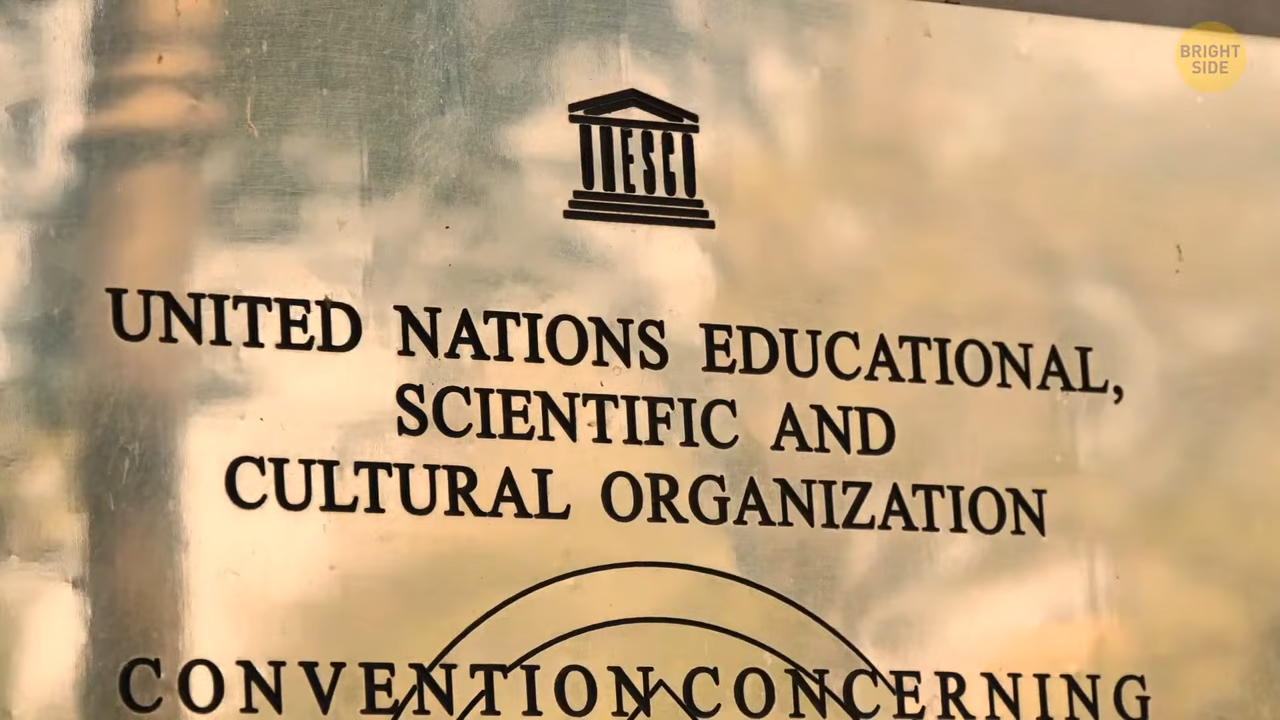 BRIGHT
SIDE
UNESCO
UNITED NATIONS EDUCATIONAL,
SCIENTIFIC AND
CULTURAL ORGANIZATION
CONVENTION CONCERNING